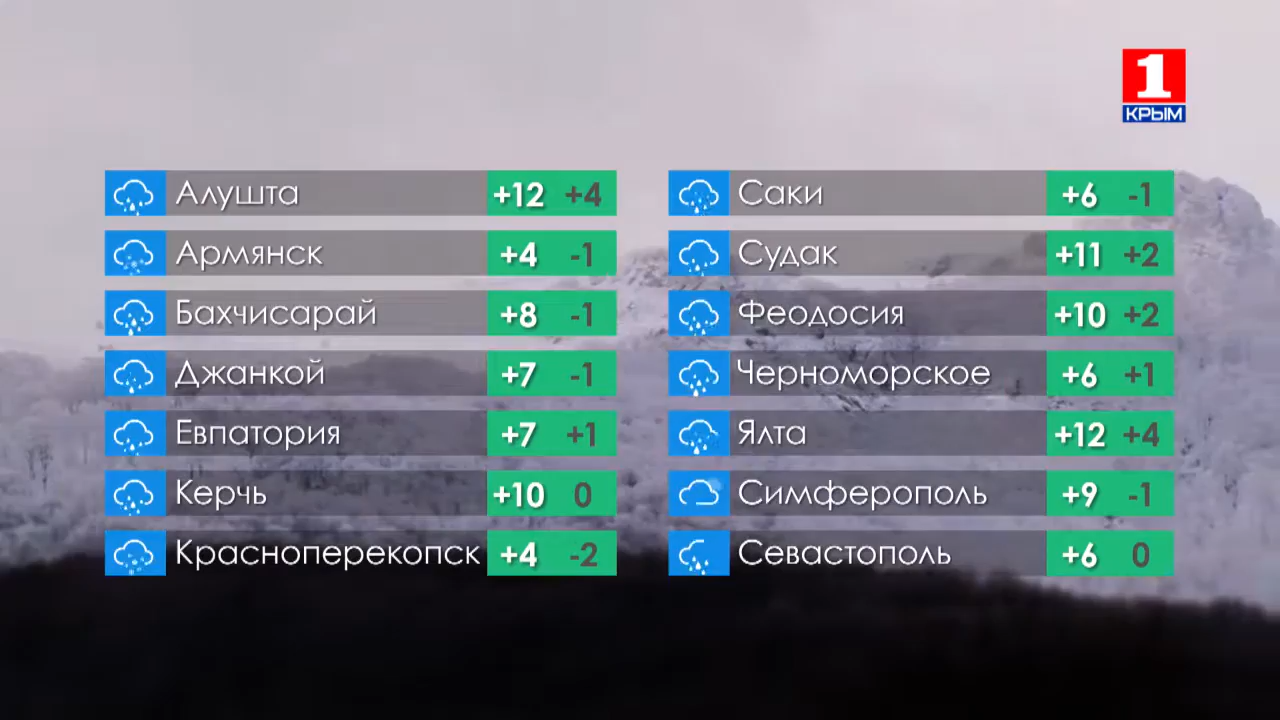 1
КРЫМ
Алушта +12 +4
Армянск +4 -1
Бахчисарай +8 -1
Джанкой +7 -1
Евпатория +7 +1
Керчь +10 0
Красноперекопск +4 -2
Саки +6 -1
Судак +11 +2
Феодосия +10 +2
Черноморское +6 +1
Ялта +12 +4
Симферополь +9 -1
Севастополь +6 0